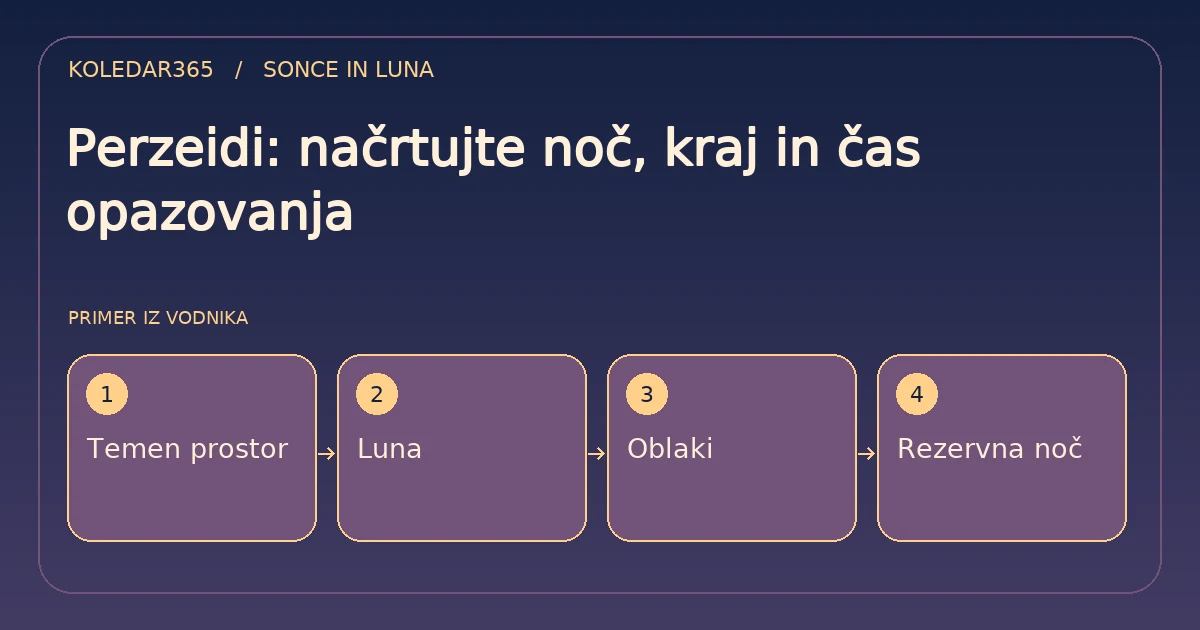 KOLEDAR365 / SONCE IN LUNA
Perzeidi: načrtujte noč, kraj in čas
opazovanja
PRIMER IZ VODNIKA
1
Temen prostor
→
2
Luna
→
3
Oblaki
→
4
Rezervna noč